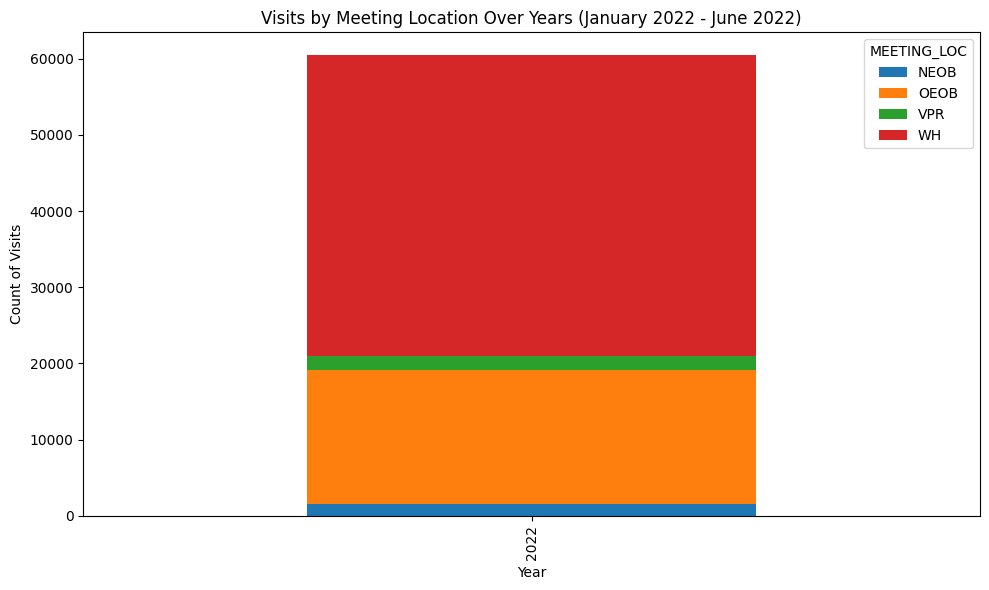 Visits by Meeting Location Over Years (January 2022 - June 2022)
MEETING_LOC
NEOB
OEOB
VPR
WH
Count of Visits
60000
50000
40000
30000
20000
10000
0
2022
Year